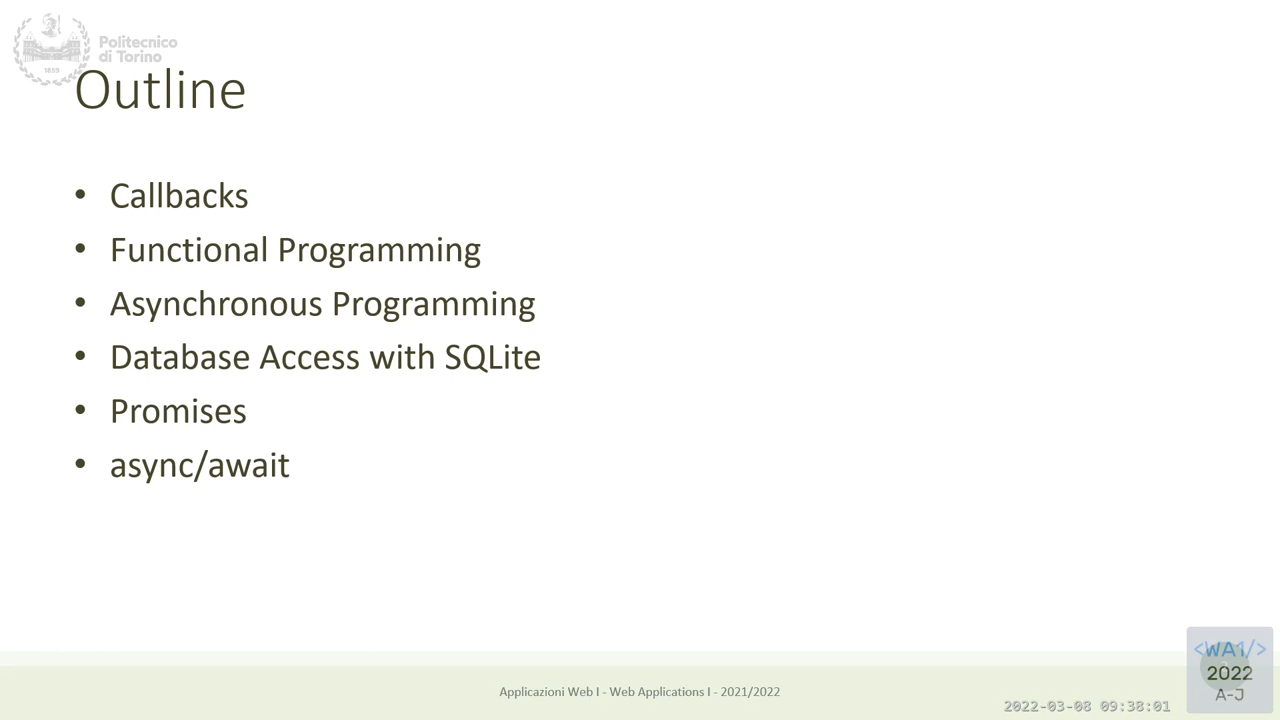 Politecnico
di Torino
1859
Outline
• Callbacks
• Functional Programming
• Asynchronous Programming
• Database Access with SQLite
• Promises
• async/await
Applicazioni Web I - Web Applications I - 2021/2022
2022-03-08 09:38:01
<WA1/>
2022
A-J